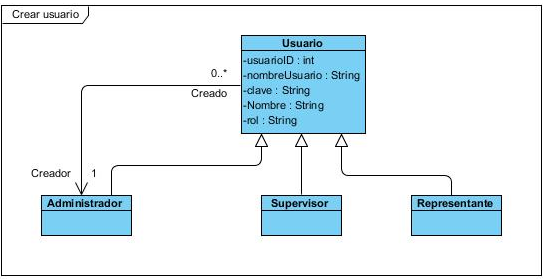 Crear usuario
Usuario
-usuarioID : int
-nombreUsuario : String
-clave : String
-Nombre : String
-rol : String
0..*
Creado
Creador
1
Administrador
Supervisor
Representante